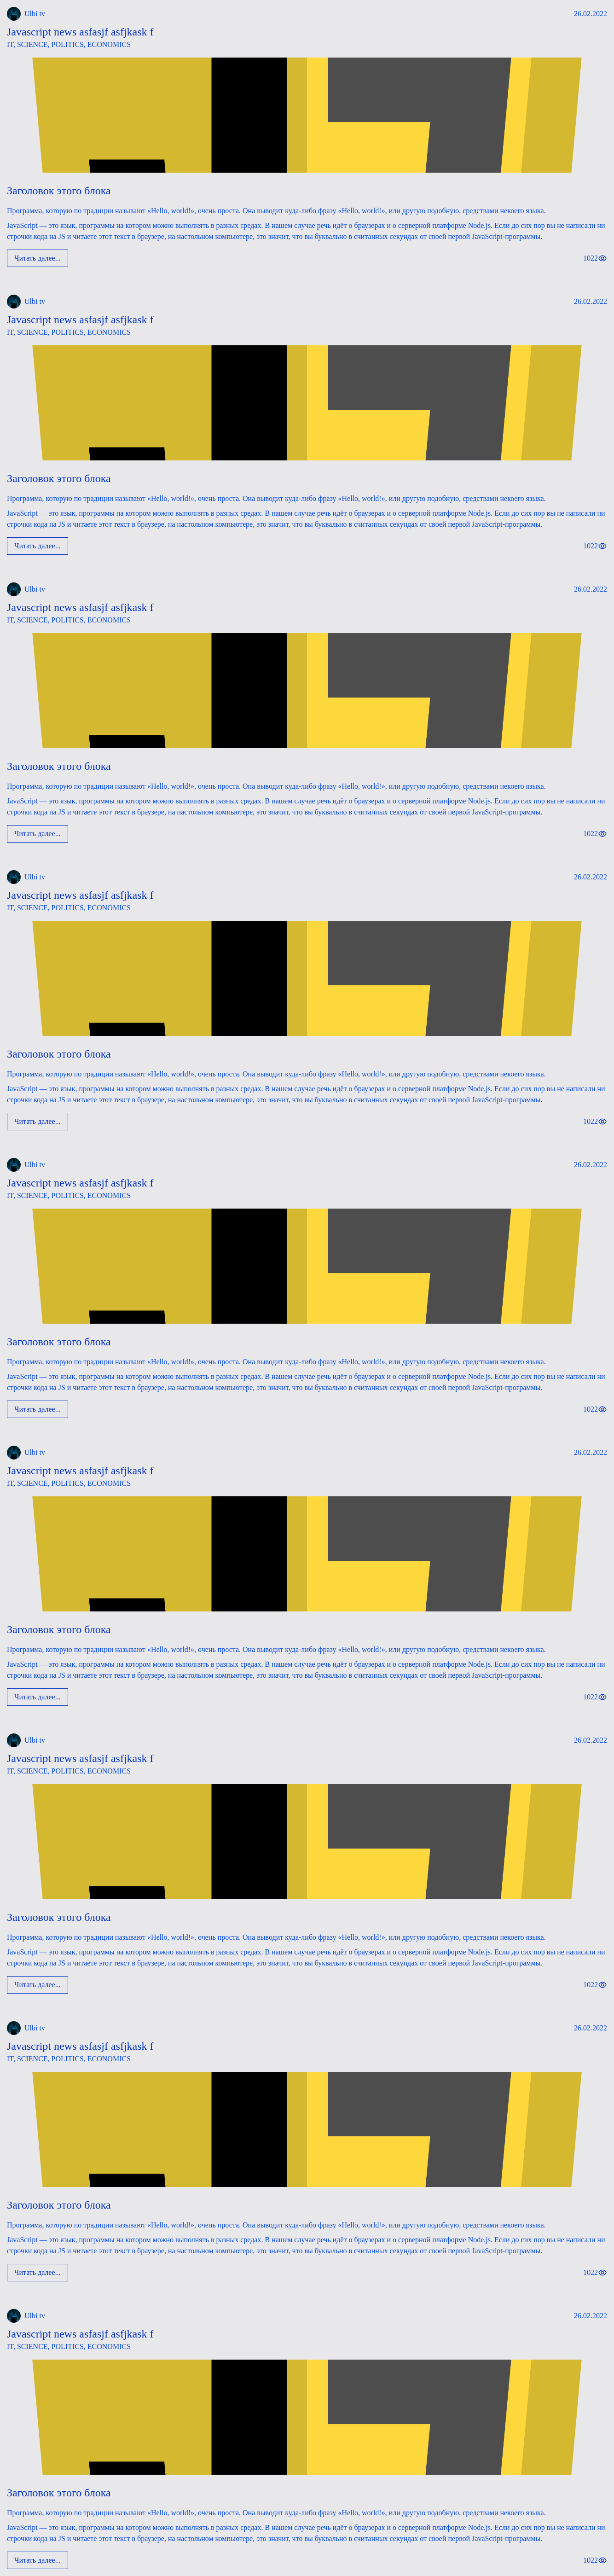 Ulbi tv 26.02.2022
Javascript news asfasjf asfjkask f
IT, SCIENCE, POLITICS, ECONOMICS
Заголовок этого блока
Программа, которую по традиции называют «Hello, world!», очень проста. Она выводит куда-либо фразу «Hello, world!», или другую подобную, средствами некоего языка.
JavaScript — это язык, программы на котором можно выполнять в разных средах. В нашем случае речь идёт о браузерах и о серверной платформе Node.js. Если до сих пор вы не написали ни
строчки кода на JS и читаете этот текст в браузере, на настольном компьютере, это значит, что вы буквально в считанных секундах от своей первой JavaScript-программы.
Читать далее... 1022
Ulbi tv 26.02.2022
Javascript news asfasjf asfjkask f
IT, SCIENCE, POLITICS, ECONOMICS
Заголовок этого блока
Программа, которую по традиции называют «Hello, world!», очень проста. Она выводит куда-либо фразу «Hello, world!», или другую подобную, средствами некоего языка.
JavaScript — это язык, программы на котором можно выполнять в разных средах. В нашем случае речь идёт о браузерах и о серверной платформе Node.js. Если до сих пор вы не написали ни
строчки кода на JS и читаете этот текст в браузере, на настольном компьютере, это значит, что вы буквально в считанных секундах от своей первой JavaScript-программы.
Читать далее... 1022
Ulbi tv 26.02.2022
Javascript news asfasjf asfjkask f
IT, SCIENCE, POLITICS, ECONOMICS
Заголовок этого блока
Программа, которую по традиции называют «Hello, world!», очень проста. Она выводит куда-либо фразу «Hello, world!», или другую подобную, средствами некоего языка.
JavaScript — это язык, программы на котором можно выполнять в разных средах. В нашем случае речь идёт о браузерах и о серверной платформе Node.js. Если до сих пор вы не написали ни
строчки кода на JS и читаете этот текст в браузере, на настольном компьютере, это значит, что вы буквально в считанных секундах от своей первой JavaScript-программы.
Читать далее... 1022
Ulbi tv 26.02.2022
Javascript news asfasjf asfjkask f
IT, SCIENCE, POLITICS, ECONOMICS
Заголовок этого блока
Программа, которую по традиции называют «Hello, world!», очень проста. Она выводит куда-либо фразу «Hello, world!», или другую подобную, средствами некоего языка.
JavaScript — это язык, программы на котором можно выполнять в разных средах. В нашем случае речь идёт о браузерах и о серверной платформе Node.js. Если до сих пор вы не написали ни
строчки кода на JS и читаете этот текст в браузере, на настольном компьютере, это значит, что вы буквально в считанных секундах от своей первой JavaScript-программы.
Читать далее... 1022
Ulbi tv 26.02.2022
Javascript news asfasjf asfjkask f
IT, SCIENCE, POLITICS, ECONOMICS
Заголовок этого блока
Программа, которую по традиции называют «Hello, world!», очень проста. Она выводит куда-либо фразу «Hello, world!», или другую подобную, средствами некоего языка.
JavaScript — это язык, программы на котором можно выполнять в разных средах. В нашем случае речь идёт о браузерах и о серверной платформе Node.js. Если до сих пор вы не написали ни
строчки кода на JS и читаете этот текст в браузере, на настольном компьютере, это значит, что вы буквально в считанных секундах от своей первой JavaScript-программы.
Читать далее... 1022
Ulbi tv 26.02.2022
Javascript news asfasjf asfjkask f
IT, SCIENCE, POLITICS, ECONOMICS
Заголовок этого блока
Программа, которую по традиции называют «Hello, world!», очень проста. Она выводит куда-либо фразу «Hello, world!», или другую подобную, средствами некоего языка.
JavaScript — это язык, программы на котором можно выполнять в разных средах. В нашем случае речь идёт о браузерах и о серверной платформе Node.js. Если до сих пор вы не написали ни
строчки кода на JS и читаете этот текст в браузере, на настольном компьютере, это значит, что вы буквально в считанных секундах от своей первой JavaScript-программы.
Читать далее... 1022
Ulbi tv 26.02.2022
Javascript news asfasjf asfjkask f
IT, SCIENCE, POLITICS, ECONOMICS
Заголовок этого блока
Программа, которую по традиции называют «Hello, world!», очень проста. Она выводит куда-либо фразу «Hello, world!», или другую подобную, средствами некоего языка.
JavaScript — это язык, программы на котором можно выполнять в разных средах. В нашем случае речь идёт о браузерах и о серверной платформе Node.js. Если до сих пор вы не написали ни
строчки кода на JS и читаете этот текст в браузере, на настольном компьютере, это значит, что вы буквально в считанных секундах от своей первой JavaScript-программы.
Читать далее... 1022
Ulbi tv 26.02.2022
Javascript news asfasjf asfjkask f
IT, SCIENCE, POLITICS, ECONOMICS
Заголовок этого блока
Программа, которую по традиции называют «Hello, world!», очень проста. Она выводит куда-либо фразу «Hello, world!», или другую подобную, средствами некоего языка.
JavaScript — это язык, программы на котором можно выполнять в разных средах. В нашем случае речь идёт о браузерах и о серверной платформе Node.js. Если до сих пор вы не написали ни
строчки кода на JS и читаете этот текст в браузере, на настольном компьютере, это значит, что вы буквально в считанных секундах от своей первой JavaScript-программы.
Читать далее... 1022
Ulbi tv 26.02.2022
Javascript news asfasjf asfjkask f
IT, SCIENCE, POLITICS, ECONOMICS
Заголовок этого блока
Программа, которую по традиции называют «Hello, world!», очень проста. Она выводит куда-либо фразу «Hello, world!», или другую подобную, средствами некоего языка.
JavaScript — это язык, программы на котором можно выполнять в разных средах. В нашем случае речь идёт о браузерах и о серверной платформе Node.js. Если до сих пор вы не написали ни
строчки кода на JS и читаете этот текст в браузере, на настольном компьютере, это значит, что вы буквально в считанных секундах от своей первой JavaScript-программы.
Читать далее... 1022